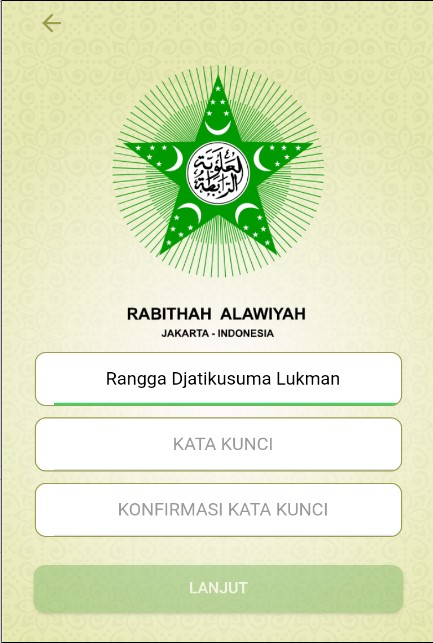 الرابطة
العلوية
RABITHAH ALAWIYAH
JAKARTA - INDONESIA
Rangga Djatikusuma Lukman
KATA KUNCI
KONFIRMASI KATA KUNCI
LANJUT